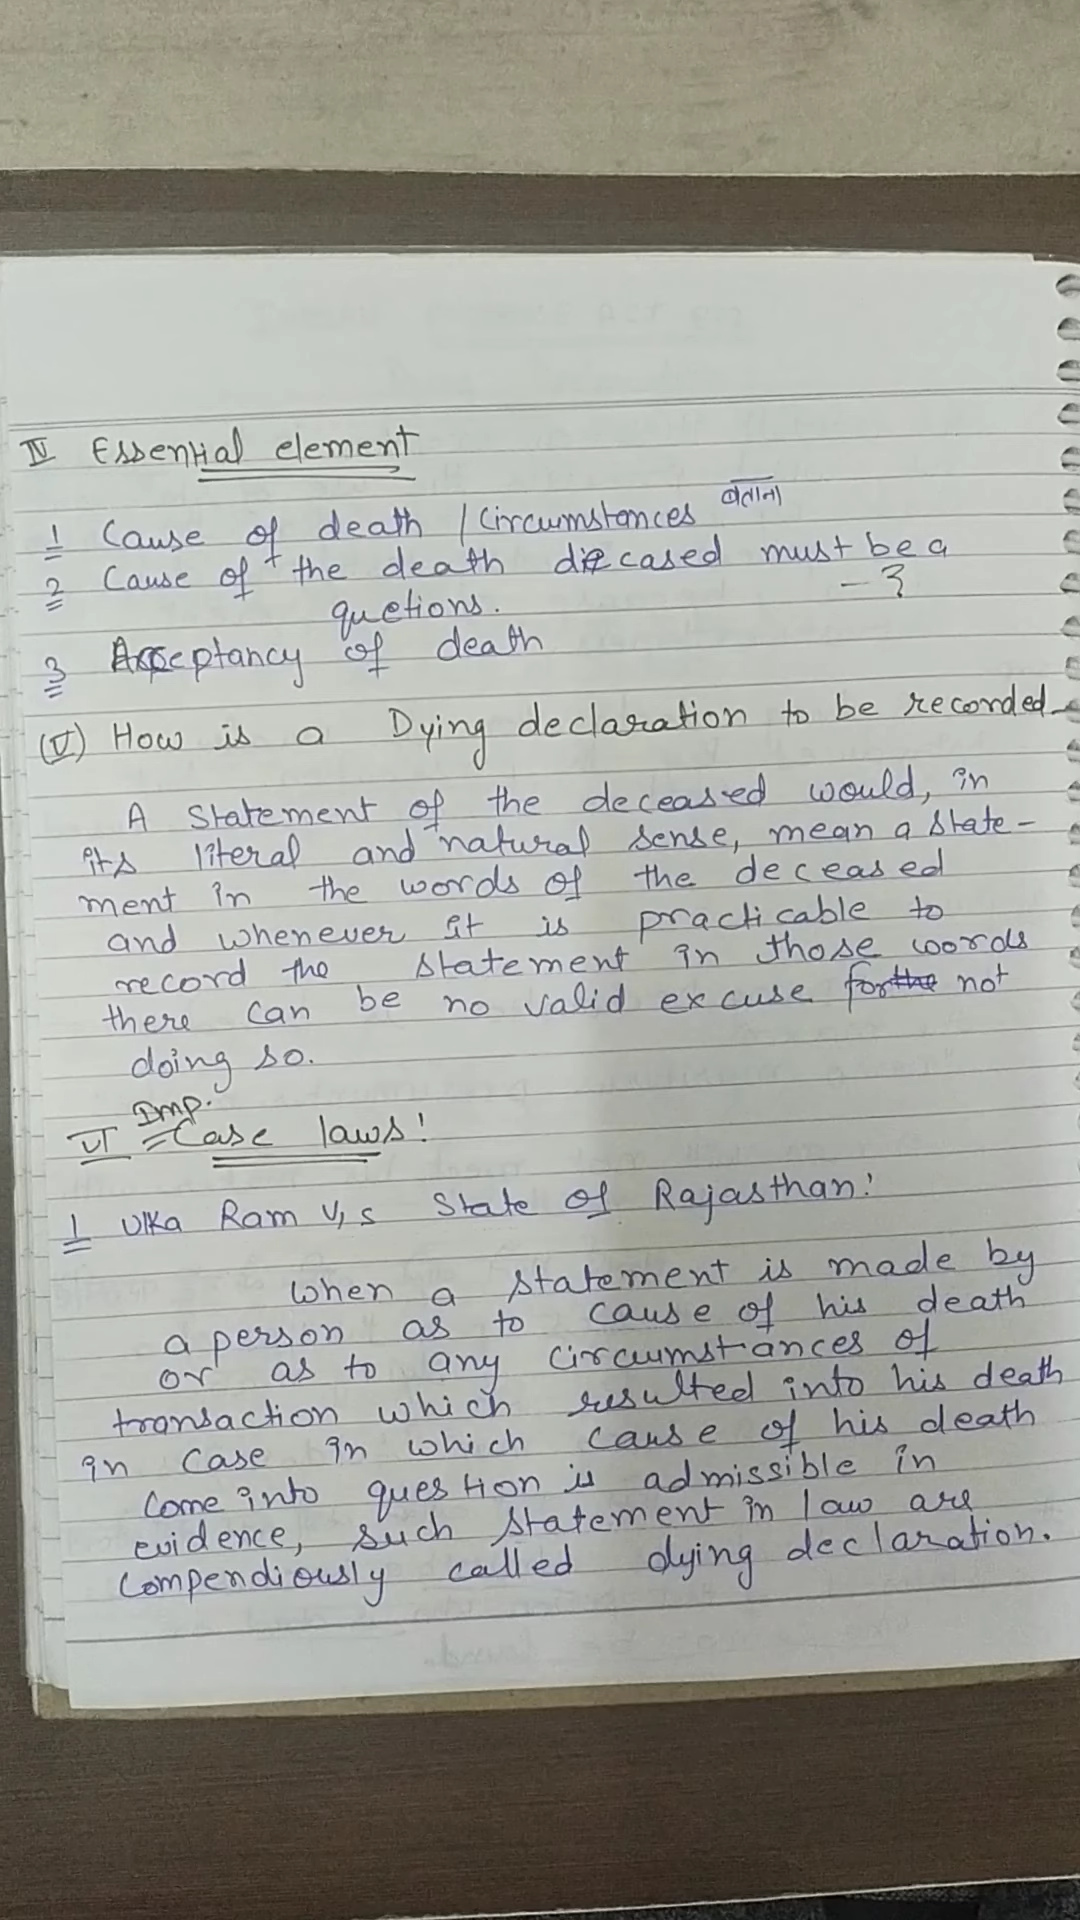 IV Essential element
1 Cause of death / Circumstances बताना
2 Cause of the death dicased must be a
quetions. - ?
3 Acceptancy of death
(V) How is a Dying declaration to be recorded
A Statement of the deceased would, in
its literal and natural sense, mean a state-
ment in the words of the deceased
and whenever it is practicable to
record the statement in those words
there can be no valid excuse for the not
doing so.
Imp.
VI Case laws!
1 Ulka Ram V,s State of Rajasthan:
When a statement is made by
a person as to cause of his death
or as to any circumstances of
transaction which resulted into his death
in case in which cause of his death
come into question is admissible in
evidence, such statement in law are
compendiously called dying declaration.